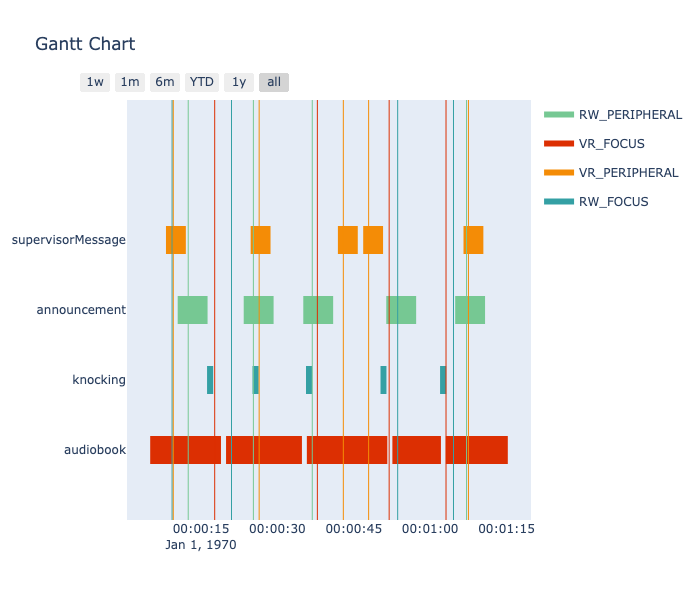 Gantt Chart
1w 1m 6m YTD 1y all
RW_PERIPHERAL
VR_FOCUS
VR_PERIPHERAL
RW_FOCUS
supervisorMessage
announcement
knocking
audiobook
00:00:15 00:00:30 00:00:45 00:01:00 00:01:15
Jan 1, 1970